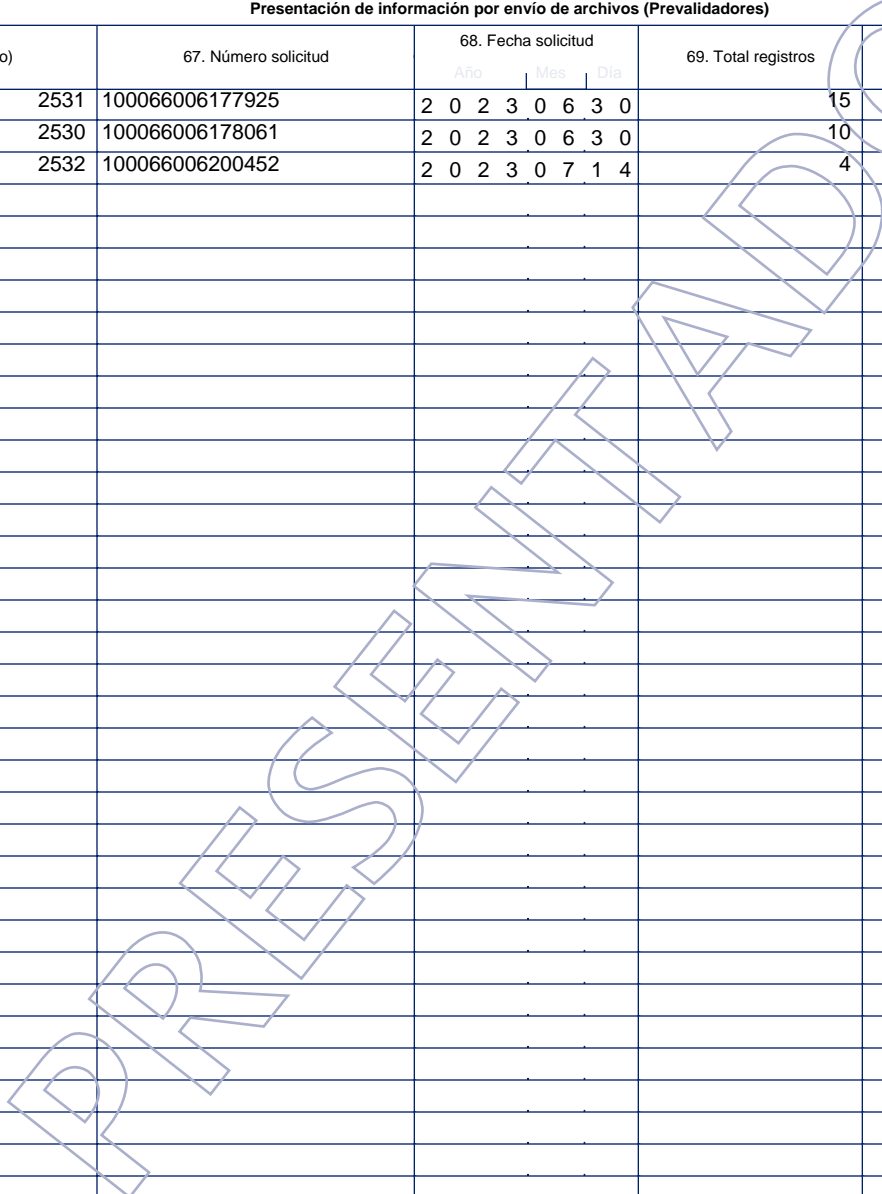 Presentación de información por envío de archivos (Prevalidadores)
o) 67. Número solicitud 68. Fecha solicitud 69. Total registros
Año Mes Día
2531 100066006177925 2 0 2 3 0 6 3 0 15
2530 100066006178061 2 0 2 3 0 6 3 0 10
2532 100066006200452 2 0 2 3 0 7 1 4 4
PRESENTADO